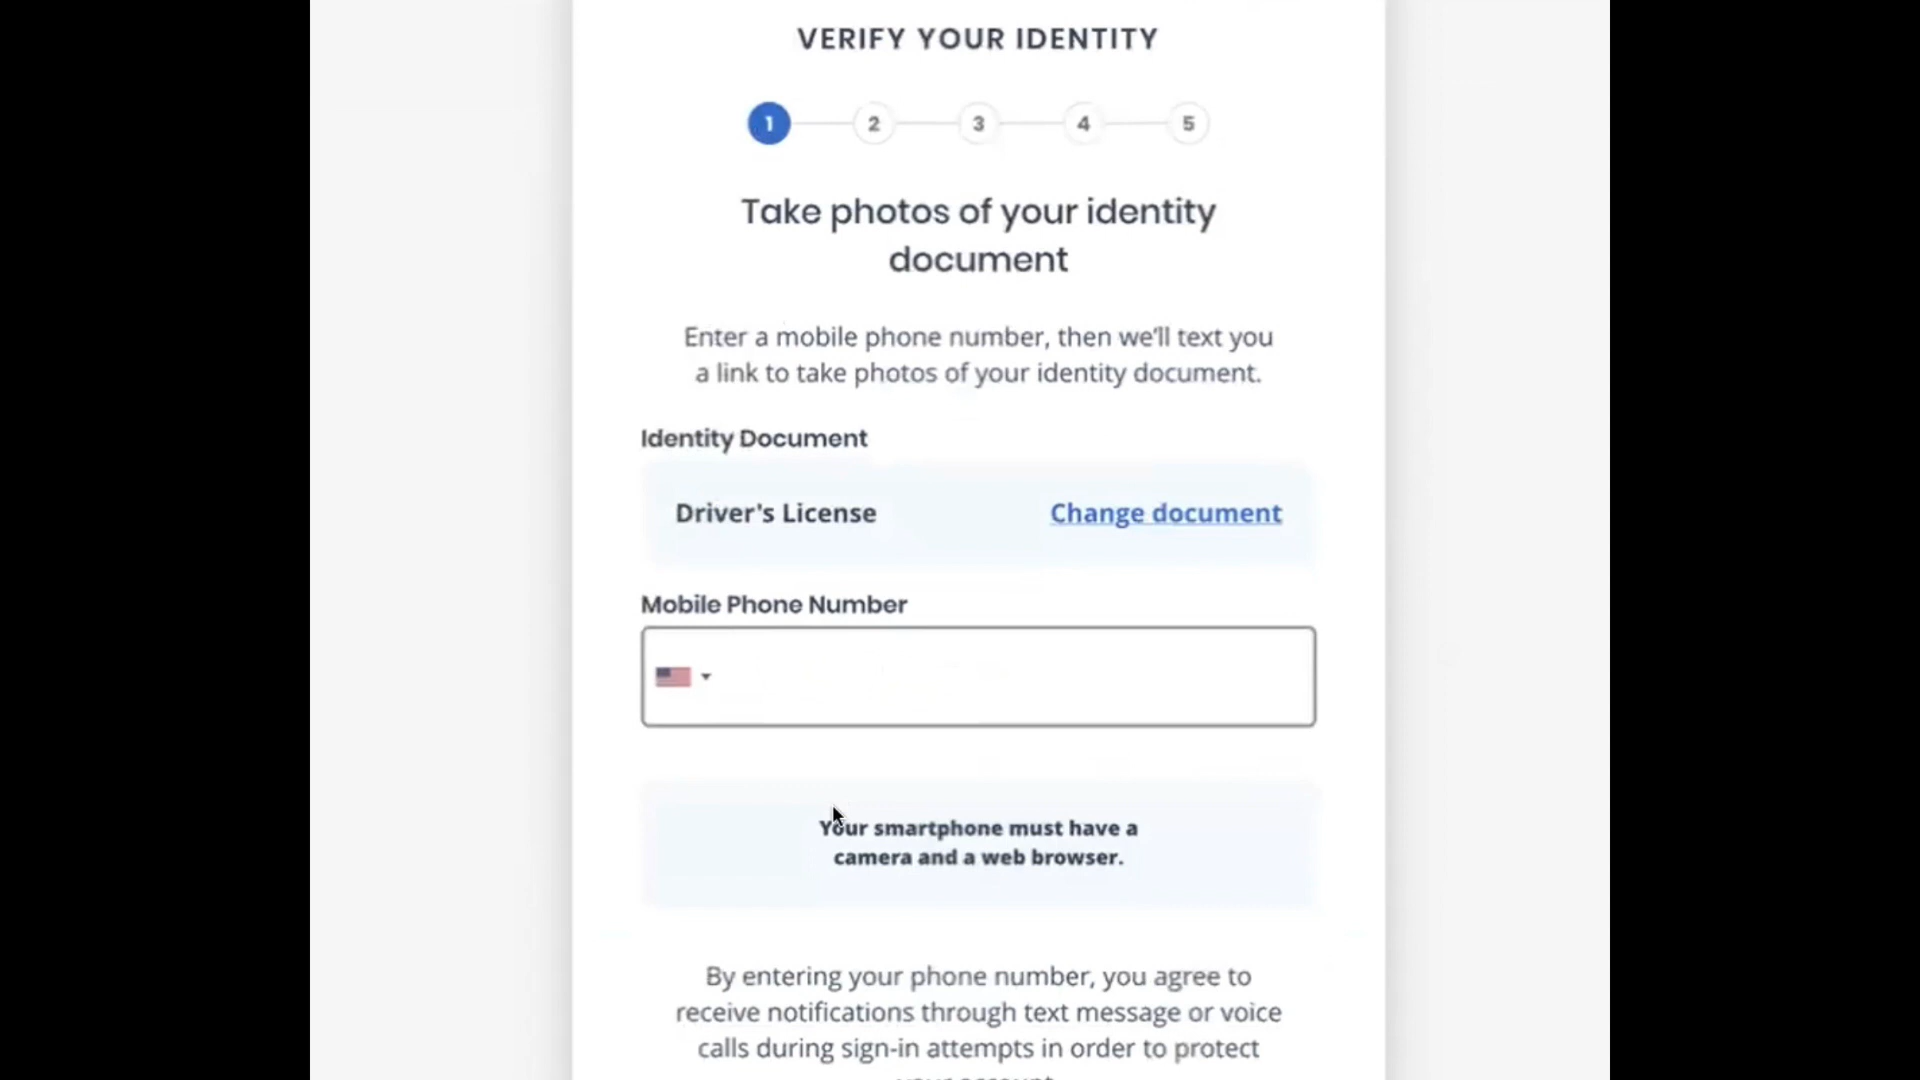 VERIFY YOUR IDENTITY
1 2 3 4 5
Take photos of your identity
document
Enter a mobile phone number, then we'll text you
a link to take photos of your identity document.
Identity Document
Driver's License Change document
Mobile Phone Number
Your smartphone must have a
camera and a web browser.
By entering your phone number, you agree to
receive notifications through text message or voice
calls during sign-in attempts in order to protect